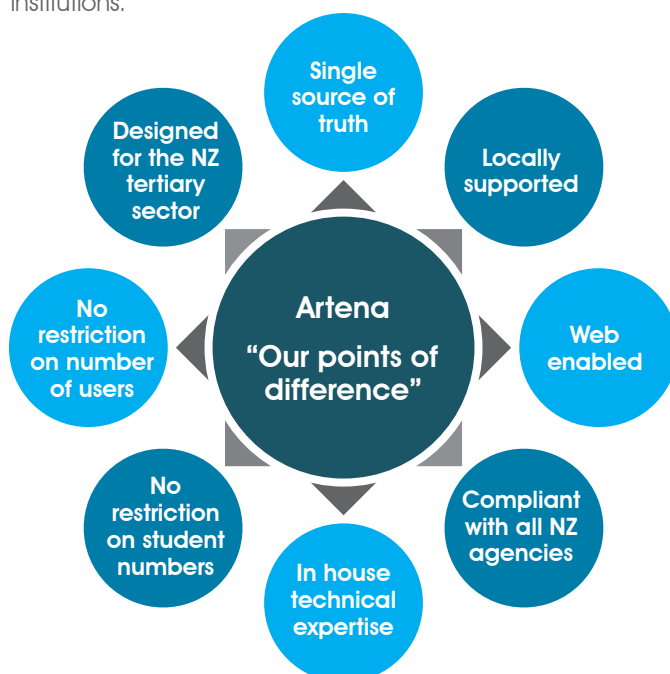 institutions.
Single
source of
truth
Designed
for the NZ
tertiary
sector
Locally
supported
Artena
“Our points of
difference”
No
restriction
on number
of users
Web
enabled
No
restriction
on student
numbers
Compliant
with all NZ
agencies
In house
technical
expertise